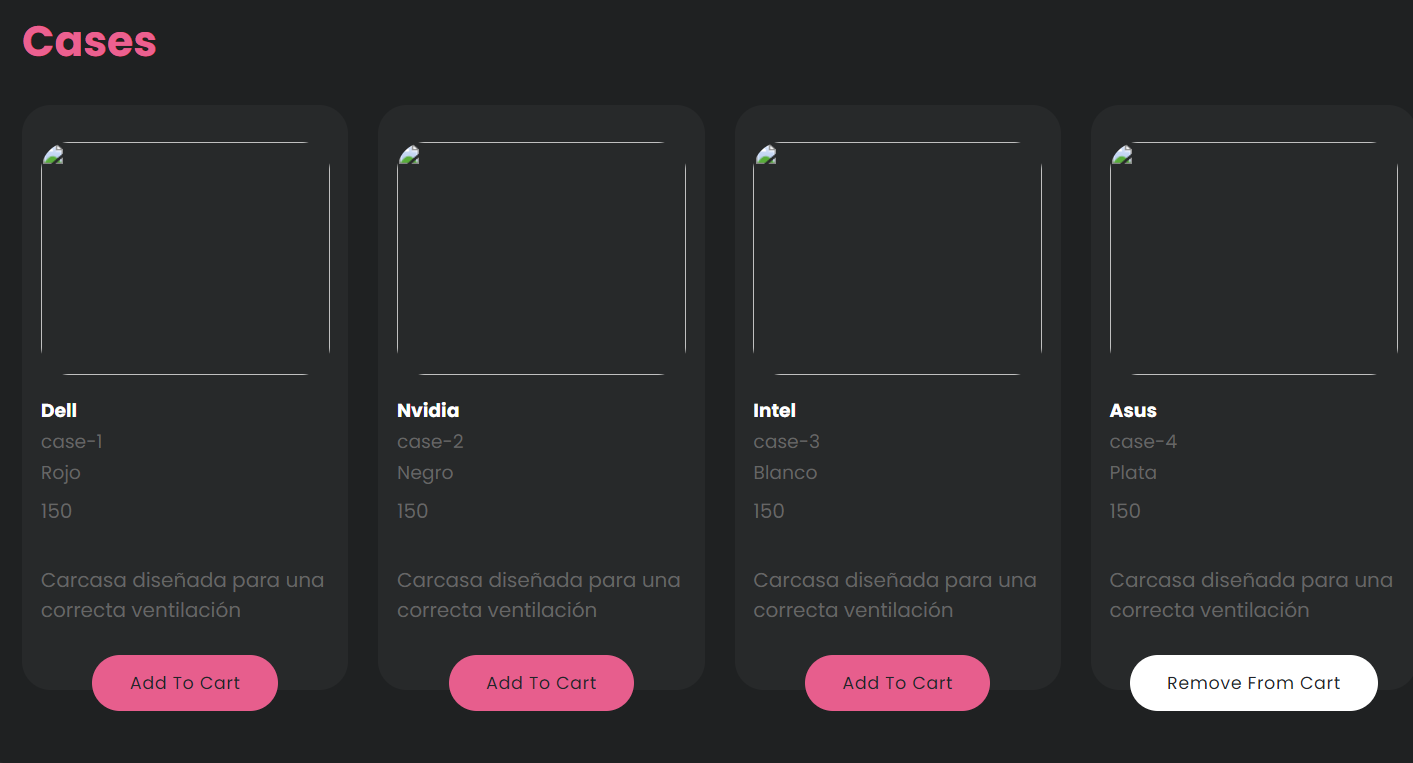 Cases
Dell
case-1
Rojo
150
Carcasa diseñada para una
correcta ventilación
Add To Cart
Nvidia
case-2
Negro
150
Carcasa diseñada para una
correcta ventilación
Add To Cart
Intel
case-3
Blanco
150
Carcasa diseñada para una
correcta ventilación
Add To Cart
Asus
case-4
Plata
150
Carcasa diseñada para una
correcta ventilación
Remove From Cart